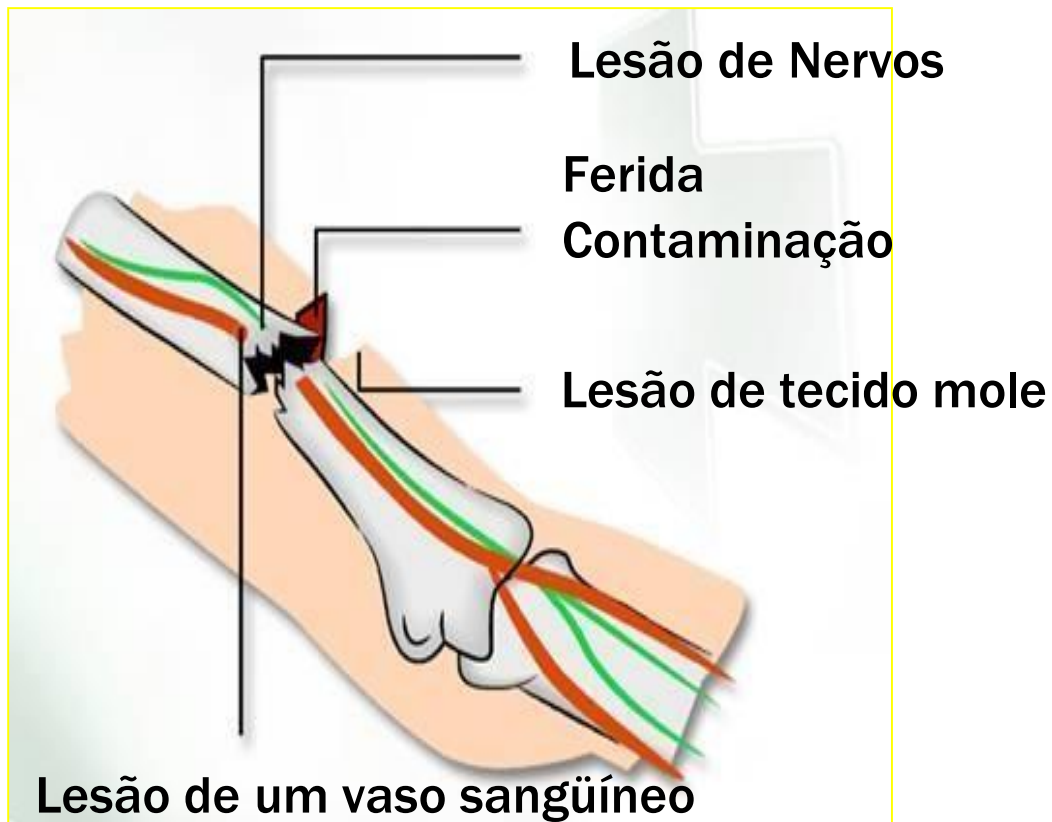 Lesão de Nervos
Ferida
Contaminação
Lesão de tecido mole
Lesão de um vaso sangüíneo